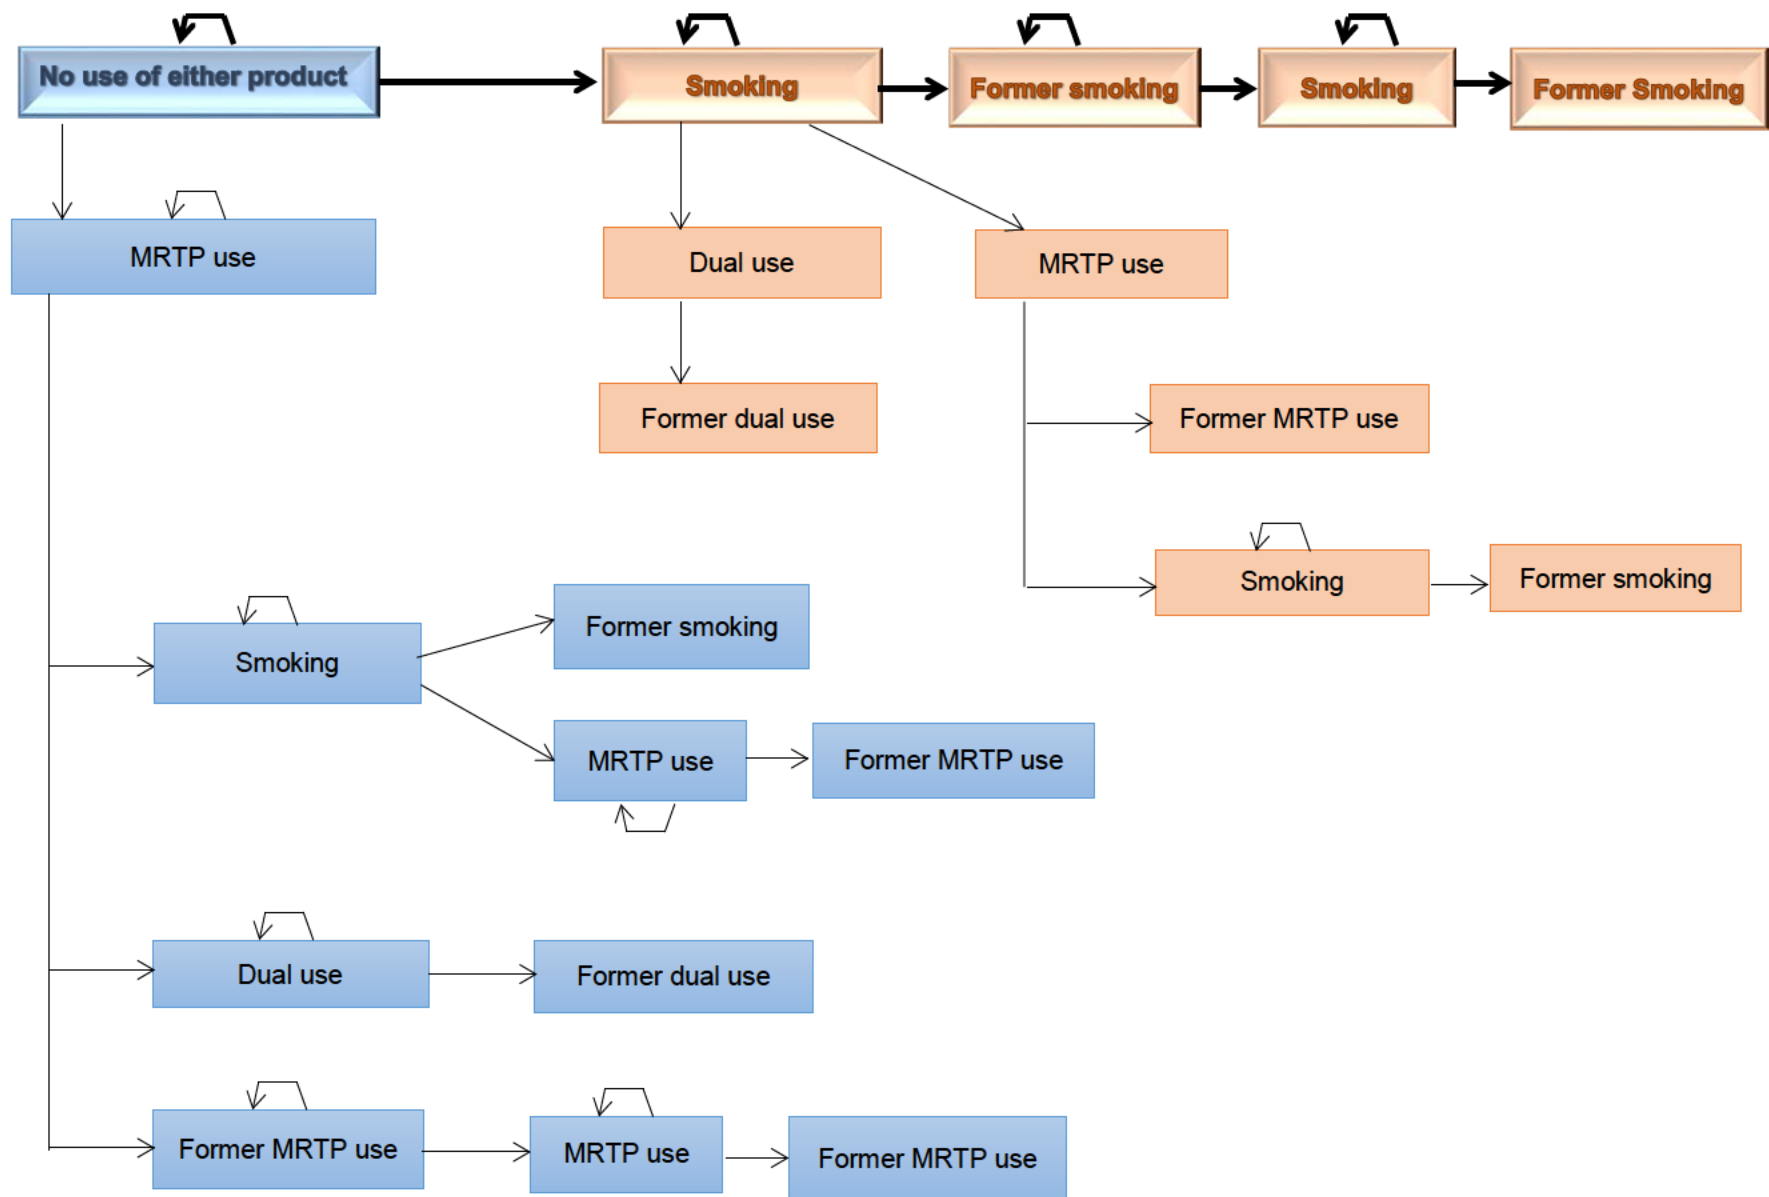 No use of either product
Smoking
Former smoking
Smoking
Former Smoking
MRTP use
Dual use
MRTP use
Former dual use
Former MRTP use
Smoking
Former smoking
Former smoking
Smoking
MRTP use
Former MRTP use
Dual use
Former dual use
Former MRTP use
MRTP use
Former MRTP use